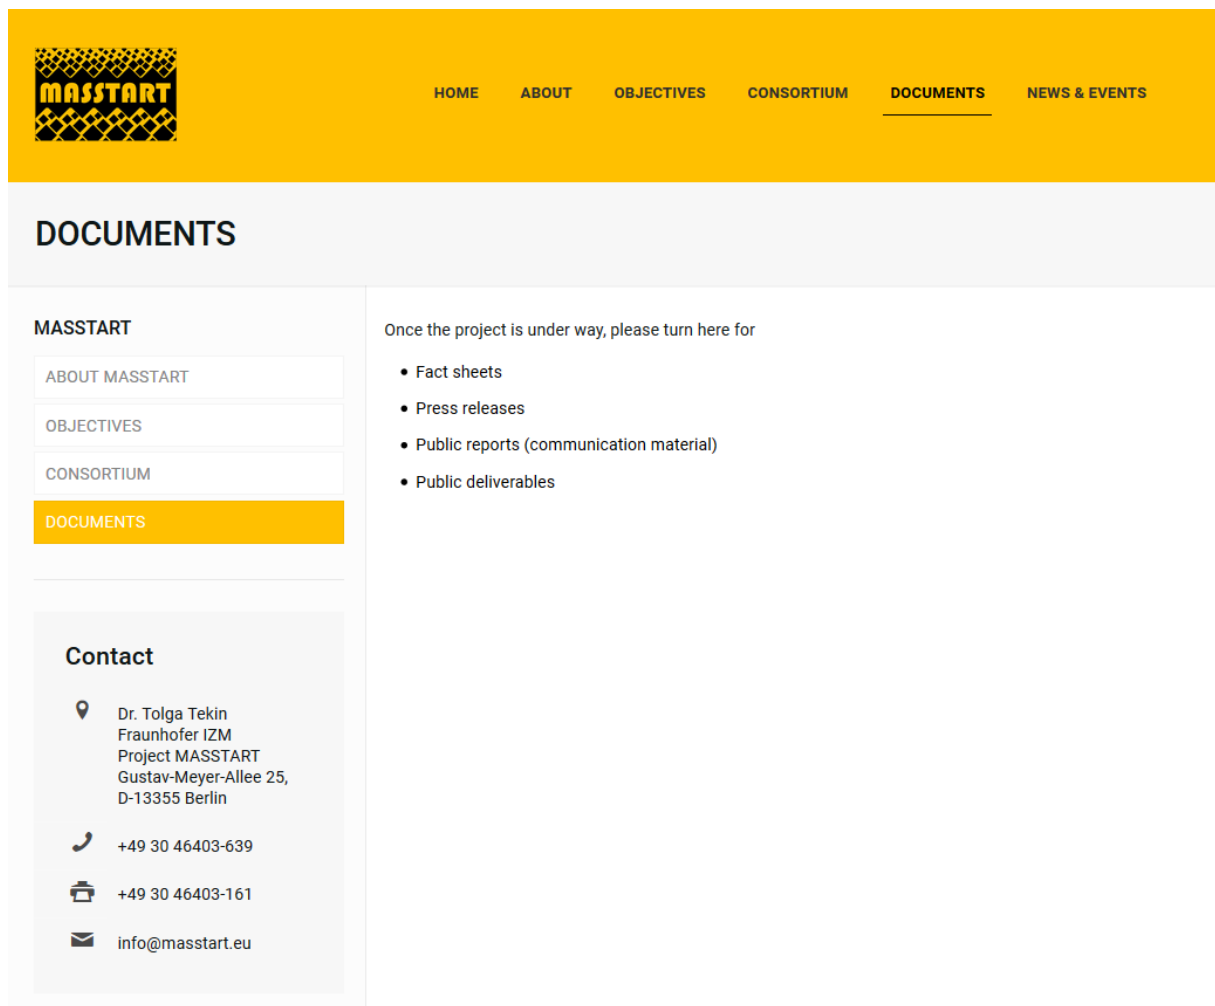 MASSTART
HOME ABOUT OBJECTIVES CONSORTIUM DOCUMENTS NEWS & EVENTS
DOCUMENTS
MASSTART
ABOUT MASSTART
OBJECTIVES
CONSORTIUM
DOCUMENTS
Contact
Dr. Tolga Tekin
Fraunhofer IZM
Project MASSTART
Gustav-Meyer-Allee 25,
D-13355 Berlin
+49 30 46403-639
+49 30 46403-161
info@masstart.eu
Once the project is under way, please turn here for
• Fact sheets
• Press releases
• Public reports (communication material)
• Public deliverables